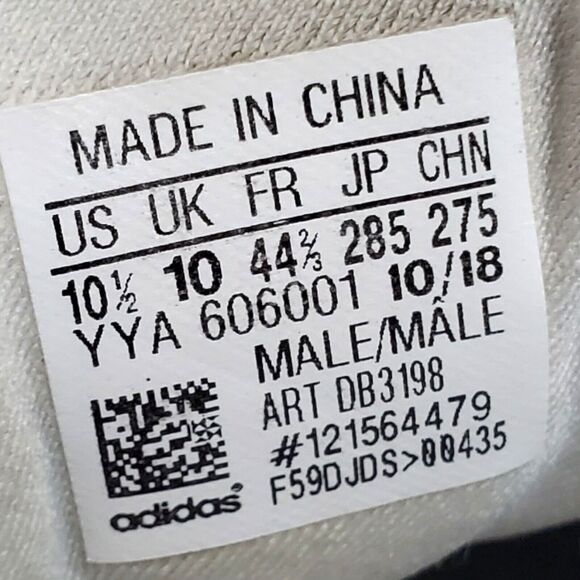 MADE IN CHINA
US UK FR JP CHN
10½ 10 44⅔ 285 275
YYA 606001 10/18
MALE/MÂLE
ART DB3198
#121564479
F59DJDS>00435
adidas